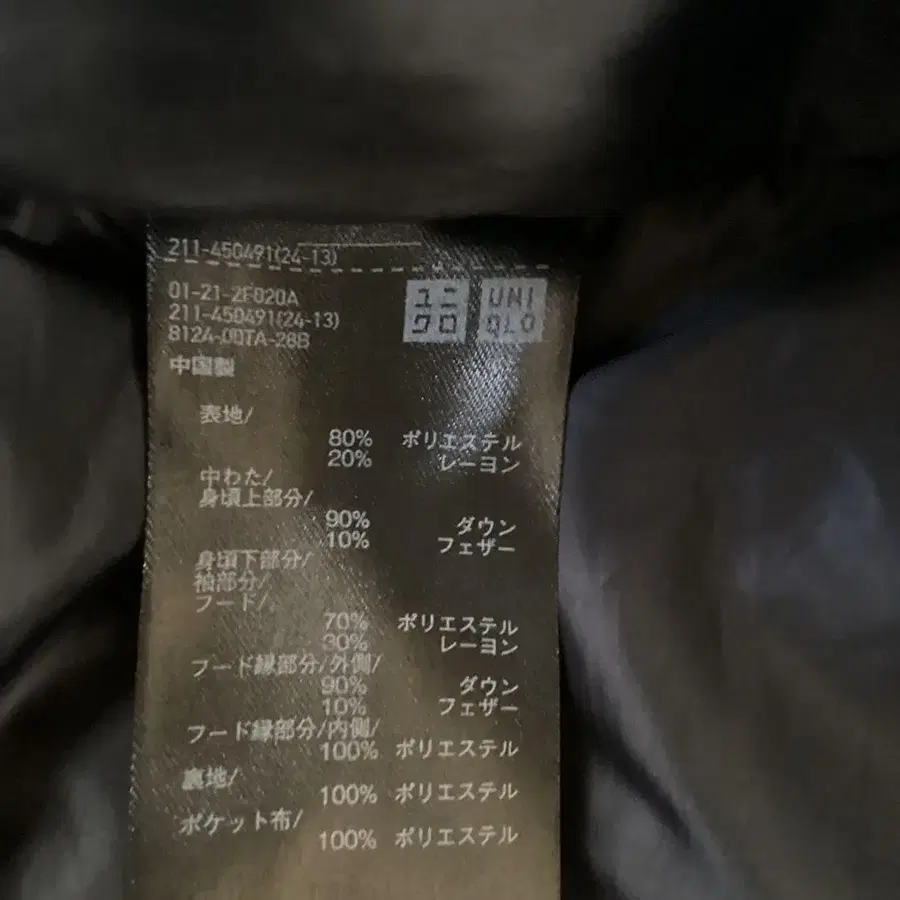 211-450491(24-13)
01-21-2F020A
211-450491(24-13)
8124-00TA-28B
ユニ
クロ
UNI
QLO
中国製
表地/
80% ポリエステル
20% レーヨン
中わた/
身頃上部分/
90% ダウン
10% フェザー
身頃下部分/
袖部分/
フード/
70% ポリエステル
30% レーヨン
フード縁部分/外側/
90% ダウン
10% フェザー
フード縁部分/内側/
100% ポリエステル
裏地/
100% ポリエステル
ポケット布/
100% ポリエステル